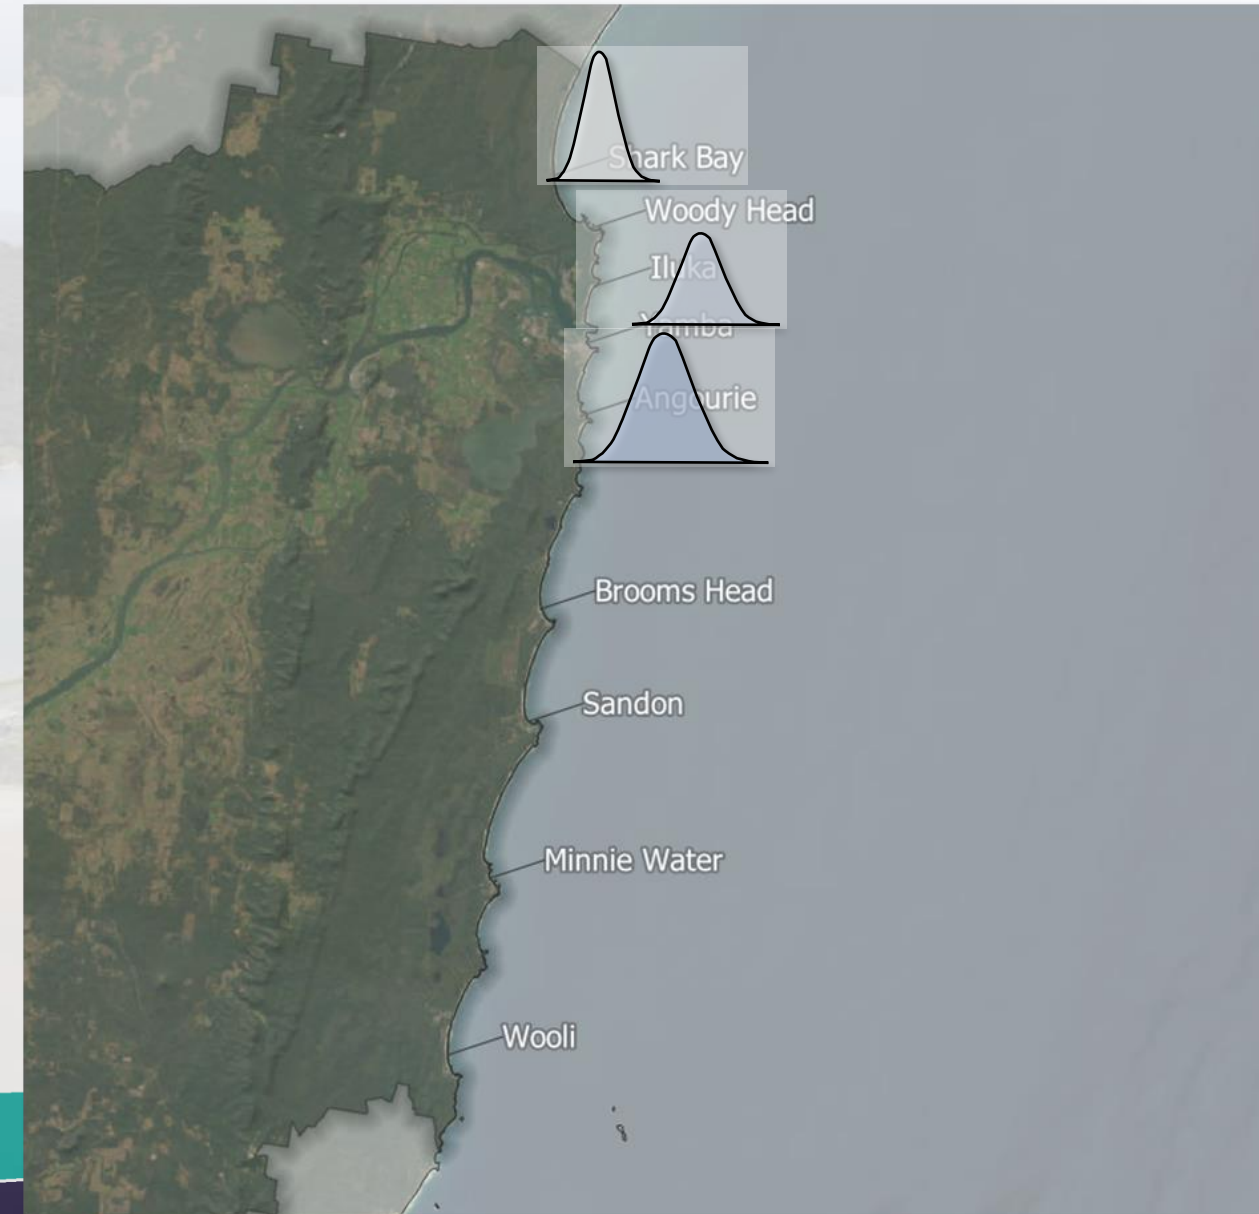 Shark Bay
Woody Head
Iluka
Yamba
Angourie
Brooms Head
Sandon
Minnie Water
Wooli